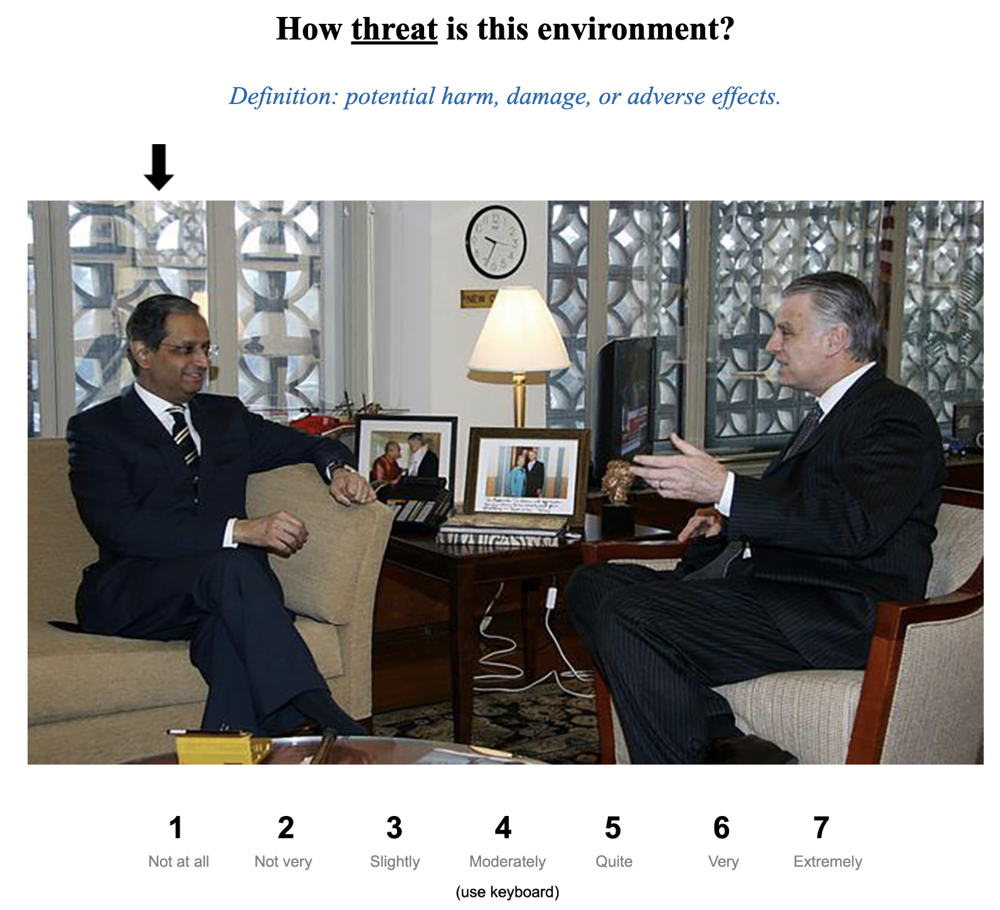 How threat is this environment?
Definition: potential harm, damage, or adverse effects.
NEW
1 2 3 4 5 6 7
Not at all Not very Slightly Moderately Quite Very Extremely
(use keyboard)